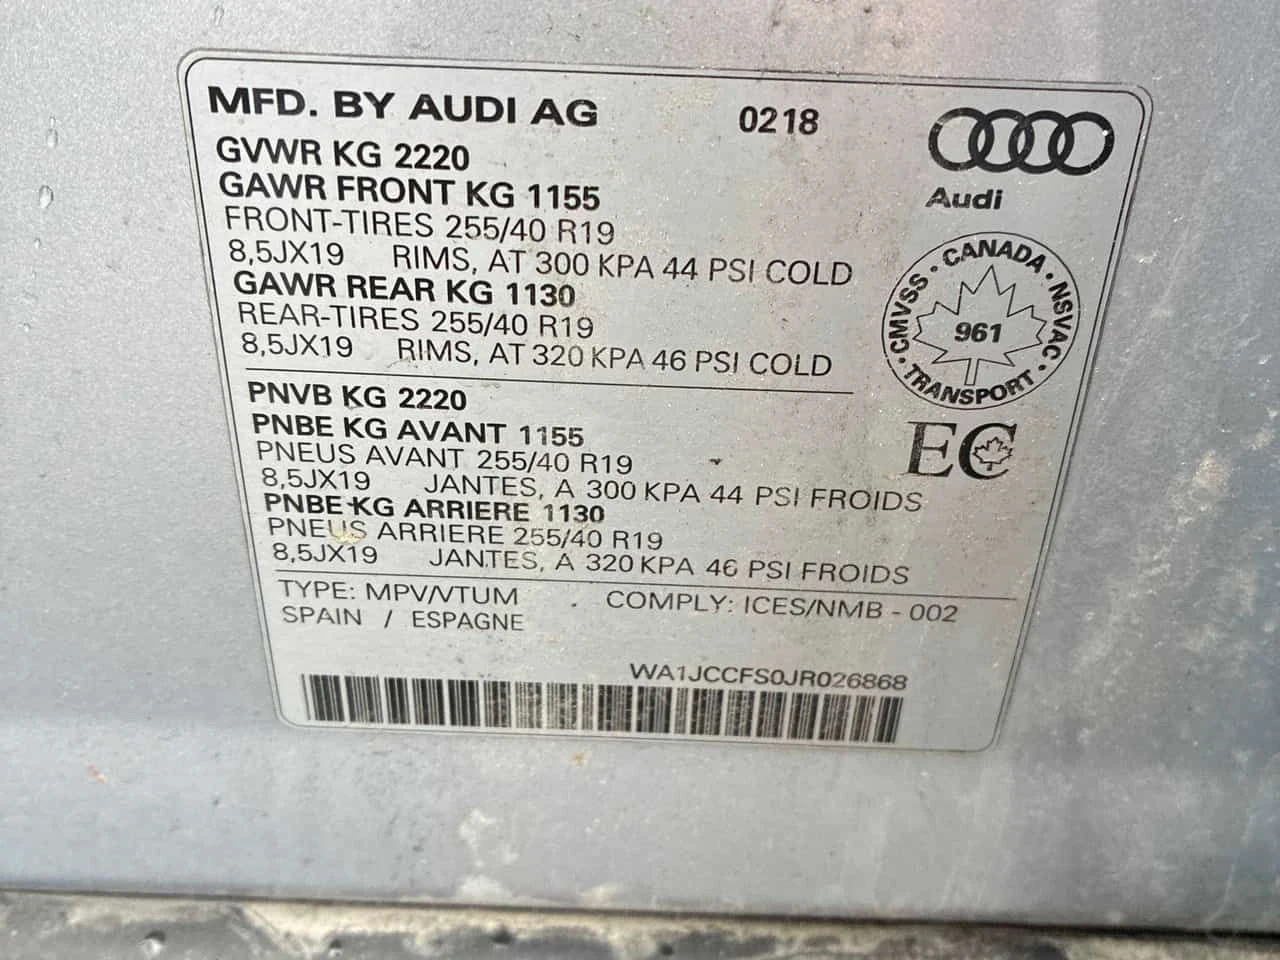 MFD. BY AUDI AG 0218
Audi
GVWR KG 2220
GAWR FRONT KG 1155
FRONT-TIRES 255/40 R19
8,5JX19 RIMS, AT 300 KPA 44 PSI COLD
GAWR REAR KG 1130
REAR-TIRES 255/40 R19
8,5JX19 RIMS, AT 320 KPA 46 PSI COLD
CANADA · NSVAC · TRANSPORT · CMVSS ·
961
EC
PNVB KG 2220
PNBE KG AVANT 1155
PNEUS AVANT 255/40 R19
8,5JX19 JANTES, A 300 KPA 44 PSI FROIDS
PNBE KG ARRIERE 1130
PNEUS ARRIERE 255/40 R19
8,5JX19 JANTES, A 320 KPA 46 PSI FROIDS
TYPE: MPV/VTUM COMPLY: ICES/NMB - 002
SPAIN / ESPAGNE
WA1JCCFS0JR026868